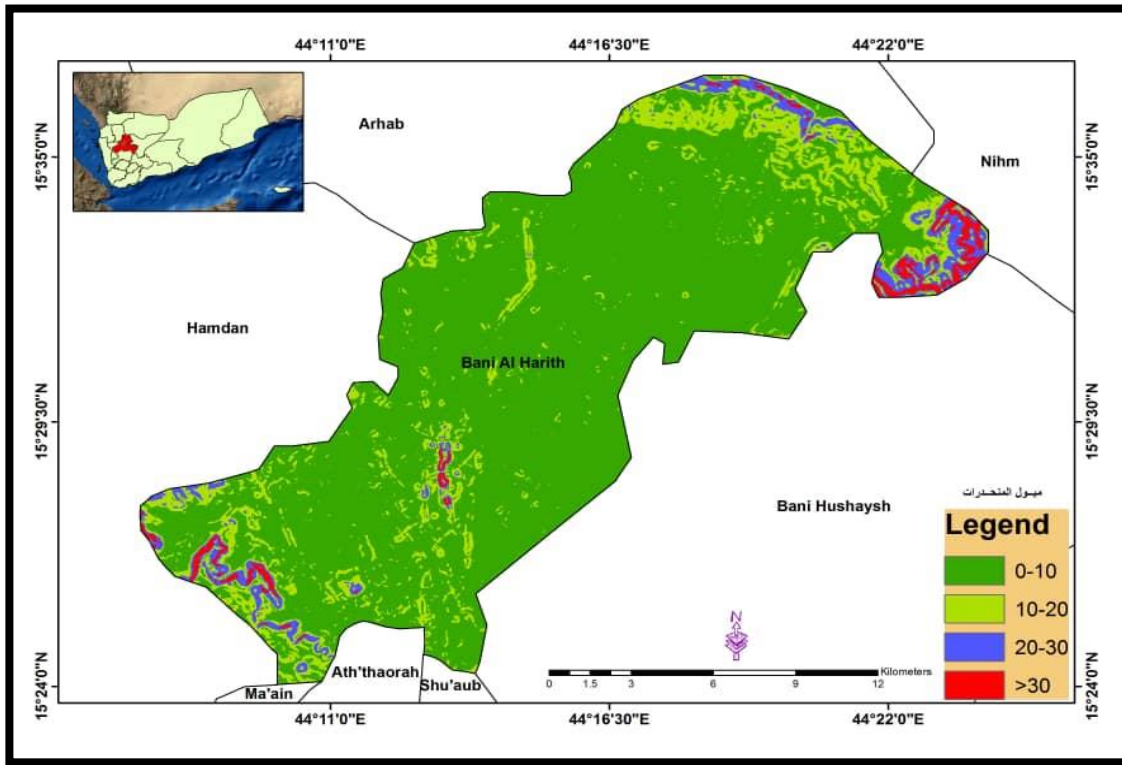 44°11'0"E
44°16'30"E
44°22'0"E
Arhab
Nihm
15°35'0"N
15°35'0"N
Hamdan
Bani Al Harith
15°29'30"N
15°29'30"N
Bani Hushaysh
ميول المنحدرات
Legend
0-10
10-20
20-30
>30
N
Kilometers
0 1.5 3 6 9 12
Ath'thaorah
Shu'aub
Ma'ain
15°24'0"N
15°24'0"N
44°11'0"E
44°16'30"E
44°22'0"E